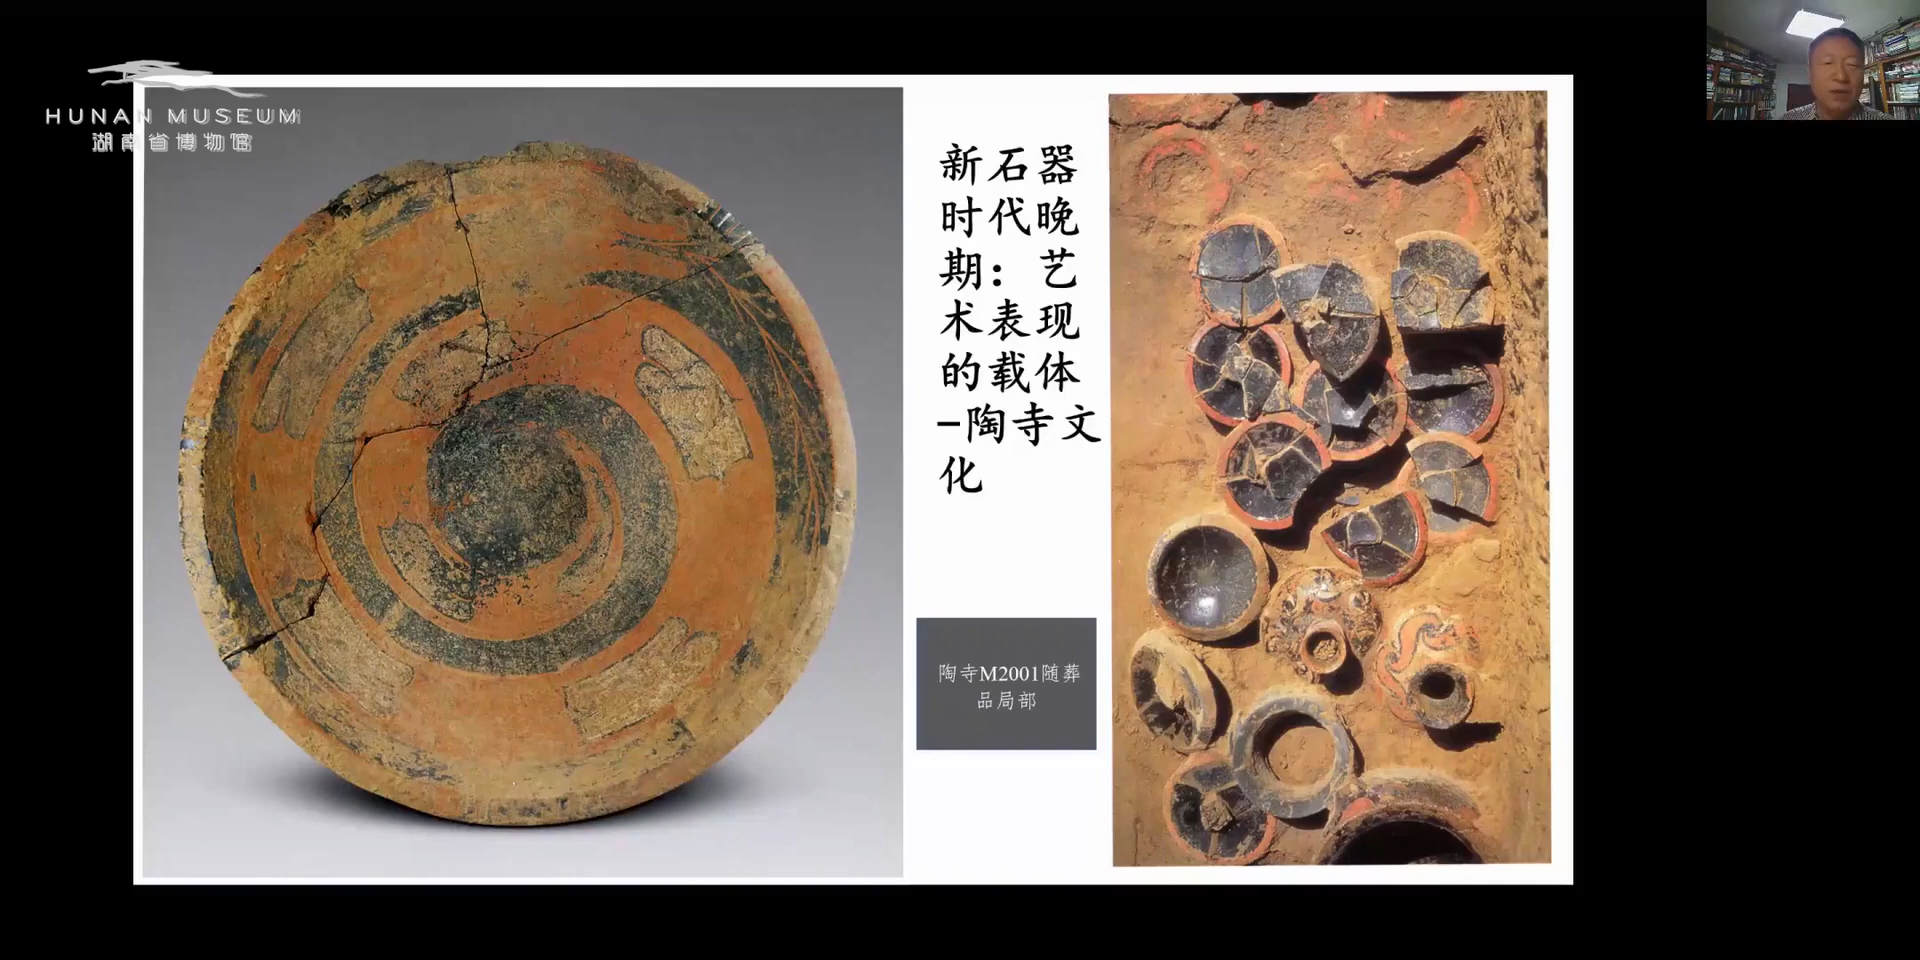 HUNAN MUSEUM
湖南省博物馆
新石器
时代晚
期：艺
术表现
的载体
-陶寺文
化
陶寺M2001随葬
品局部